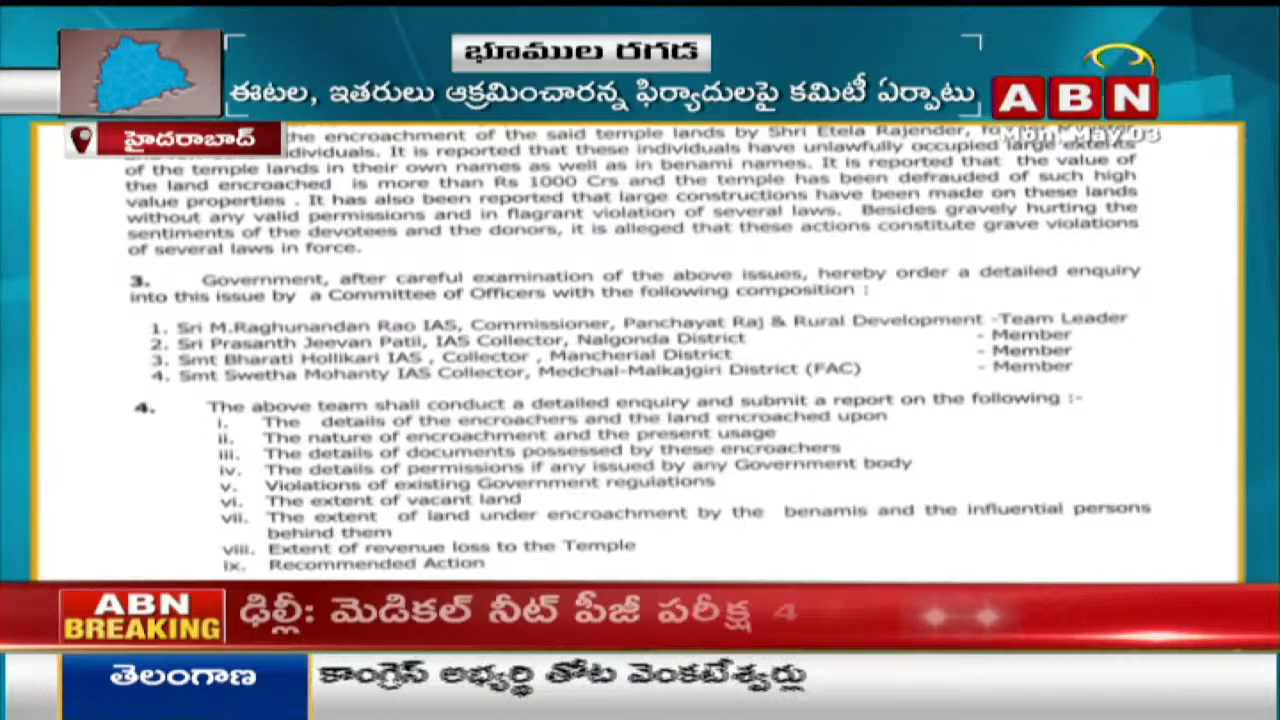 భూముల రగడ
ఈటల, ఇతరులు ఆక్రమించారన్న ఫిర్యాదులపై కమిటీ ఏర్పాటు
ABN
Mon, May 03
హైదరాబాద్
the encroachment of the said temple lands by Shri Etela Rajender,
dividuals. It is reported that these individuals have unlawfully occupied large extents
of the temple lands in their own names as well as in benami names. It is reported that the value of
the land encroached is more than Rs 1000 Crs and the temple has been defrauded of such high
value properties . It has also been reported that large constructions have been made on these lands
without any valid permissions and in flagrant violation of several laws. Besides gravely hurting the
sentiments of the devotees and the donors, it is alleged that these actions constitute grave violations
of several laws in force.
3. Government, after careful examination of the above issues, hereby order a detailed enquiry
into this issue by a Committee of Officers with the following composition :
1. Sri M.Raghunandan Rao IAS, Commissioner, Panchayat Raj & Rural Development -Team Leader
2. Sri Prasanth Jeevan Patil, IAS Collector, Nalgonda District - Member
3. Smt Bharati Hollikari IAS , Collector , Mancherial District - Member
4. Smt Swetha Mohanty IAS Collector, Medchal-Malkajgiri District (FAC) - Member
4. The above team shall conduct a detailed enquiry and submit a report on the following :-
i. The details of the encroachers and the land encroached upon
ii. The nature of encroachment and the present usage
iii. The details of documents possessed by these encroachers
iv. The details of permissions if any issued by any Government body
v. Violations of existing Government regulations
vi. The extent of vacant land
vii. The extent of land under encroachment by the benamis and the influential persons
behind them
viii. Extent of revenue loss to the Temple
ix. Recommended Action
ABN
BREAKING
ఢిల్లీ: మెడికల్ నీట్ పీజీ పరీక్ష 4
తెలంగాణ
కాంగ్రెస్ అభ్యర్థి తోట వెంకటేశ్వర్లు